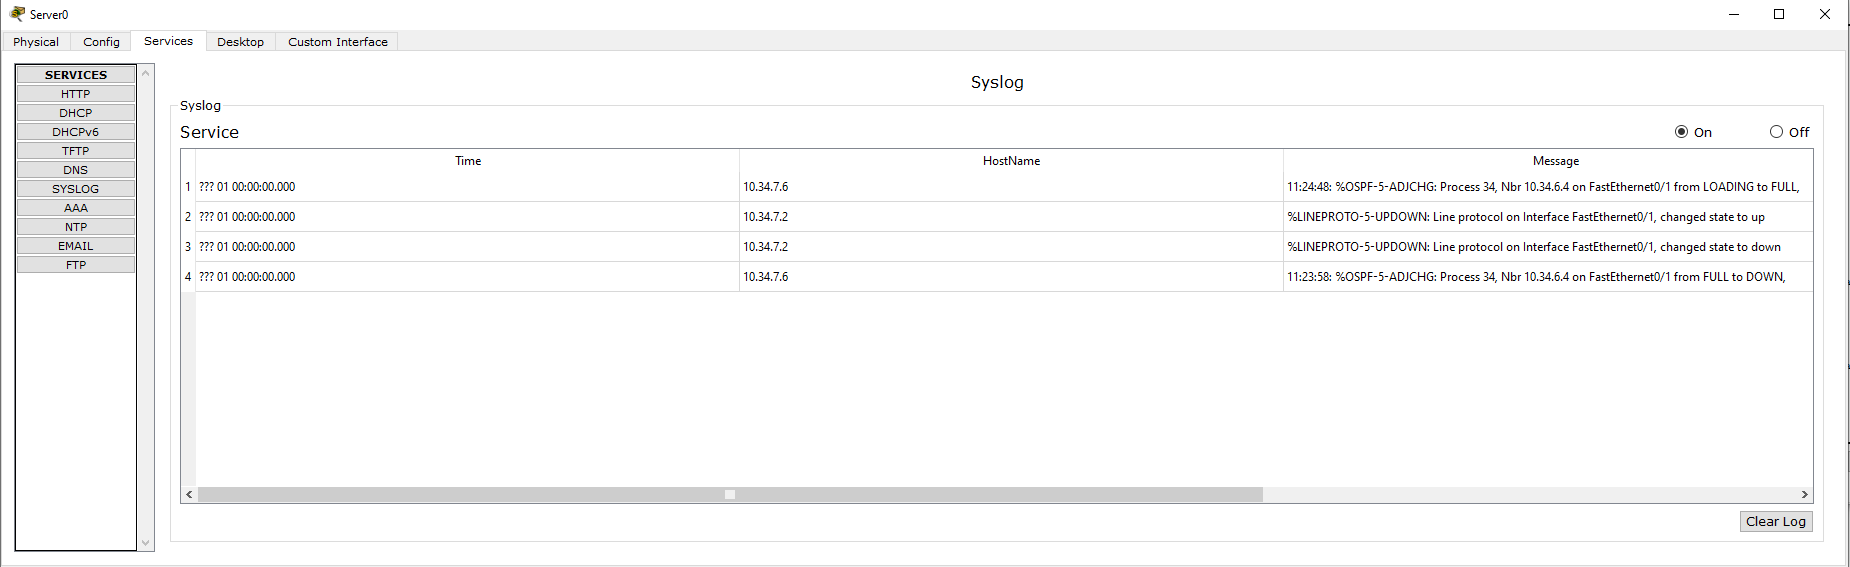 Server0
Physical Config Services Desktop Custom Interface
SERVICES
HTTP
DHCP
DHCPv6
TFTP
DNS
SYSLOG
AAA
NTP
EMAIL
FTP
Syslog
Syslog
Service On Off
Time HostName Message
1 ??? 01 00:00:00.000 10.34.7.6 11:24:48: %OSPF-5-ADJCHG: Process 34, Nbr 10.34.6.4 on FastEthernet0/1 from LOADING to FULL,
2 ??? 01 00:00:00.000 10.34.7.2 %LINEPROTO-5-UPDOWN: Line protocol on Interface FastEthernet0/1, changed state to up
3 ??? 01 00:00:00.000 10.34.7.2 %LINEPROTO-5-UPDOWN: Line protocol on Interface FastEthernet0/1, changed state to down
4 ??? 01 00:00:00.000 10.34.7.6 11:23:58: %OSPF-5-ADJCHG: Process 34, Nbr 10.34.6.4 on FastEthernet0/1 from FULL to DOWN,
Clear Log